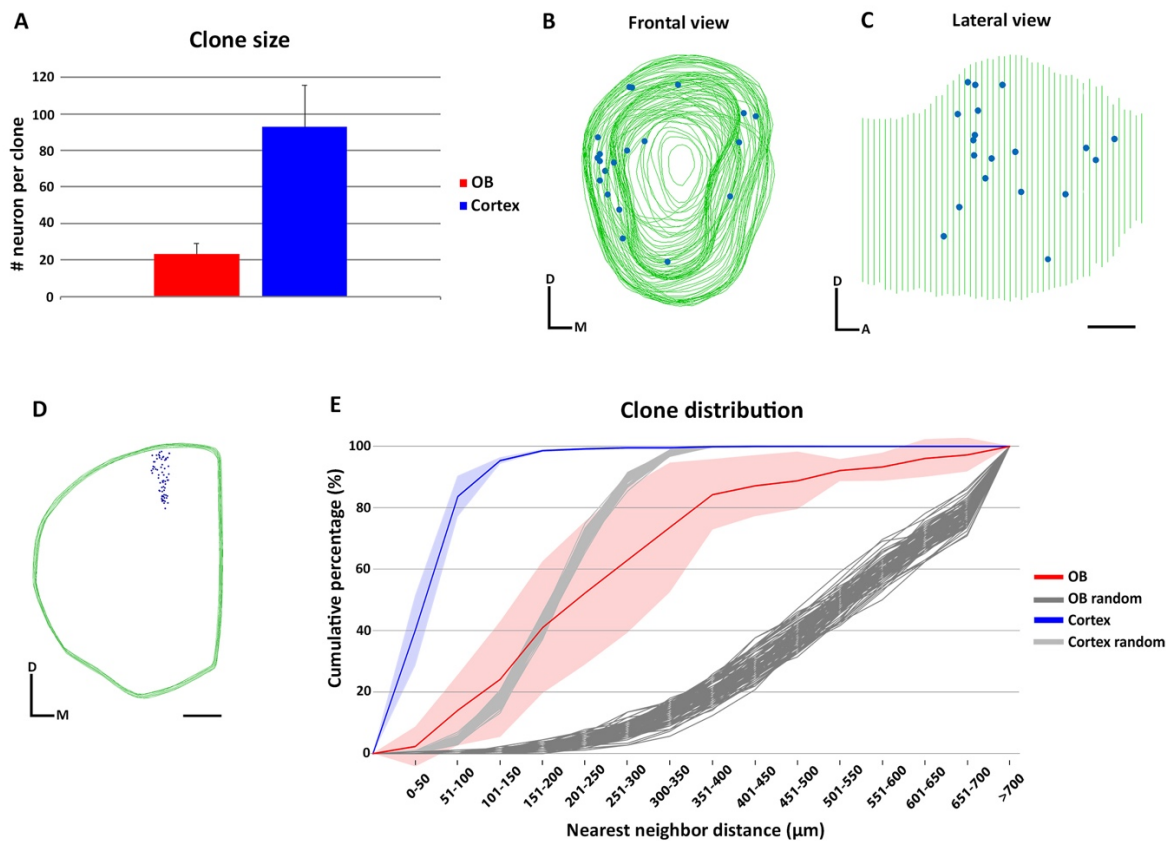 A
Clone size
# neuron per clone
120
100
80
60
40
20
0
OB
Cortex
B
Frontal view
D
M
C
Lateral view
D
A
D
D
M
E
Clone distribution
Cumulative percentage (%)
100
80
60
40
20
0
0-50
51-100
101-150
151-200
201-250
251-300
300-350
351-400
401-450
451-500
501-550
551-600
601-650
651-700
>700
Nearest neighbor distance (μm)
OB
OB random
Cortex
Cortex random